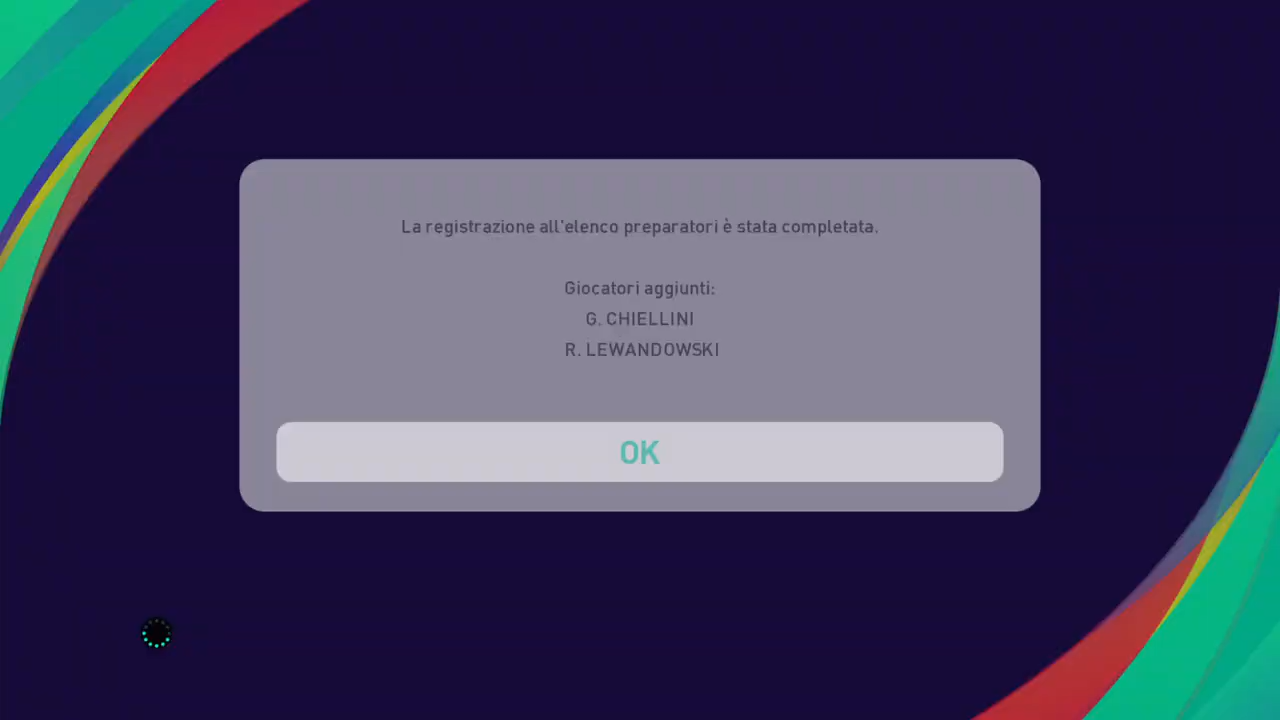 La registrazione all'elenco preparatori è stata completata.
Giocatori aggiunti:
G. CHIELLINI
R. LEWANDOWSKI
OK